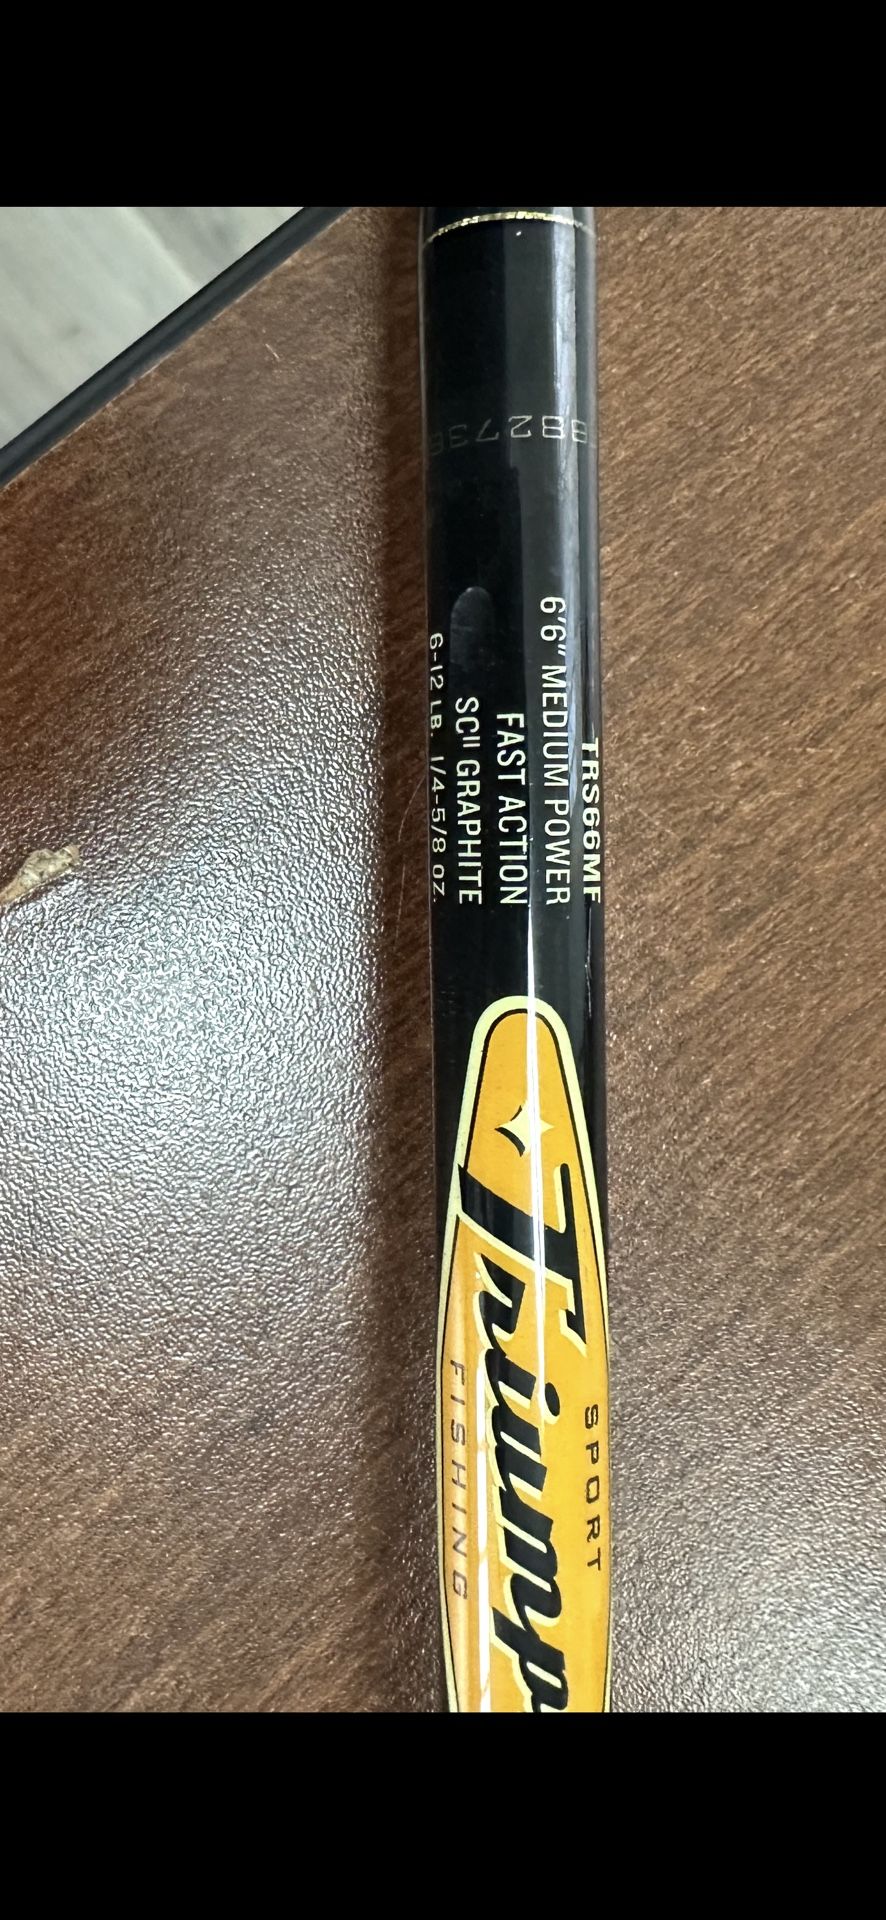 TRS66MF
6'6" MEDIUM POWER
FAST ACTION
SCII GRAPHITE
6-12 LB. 1/4-5/8 OZ.
SPORT
Triump
FISHING